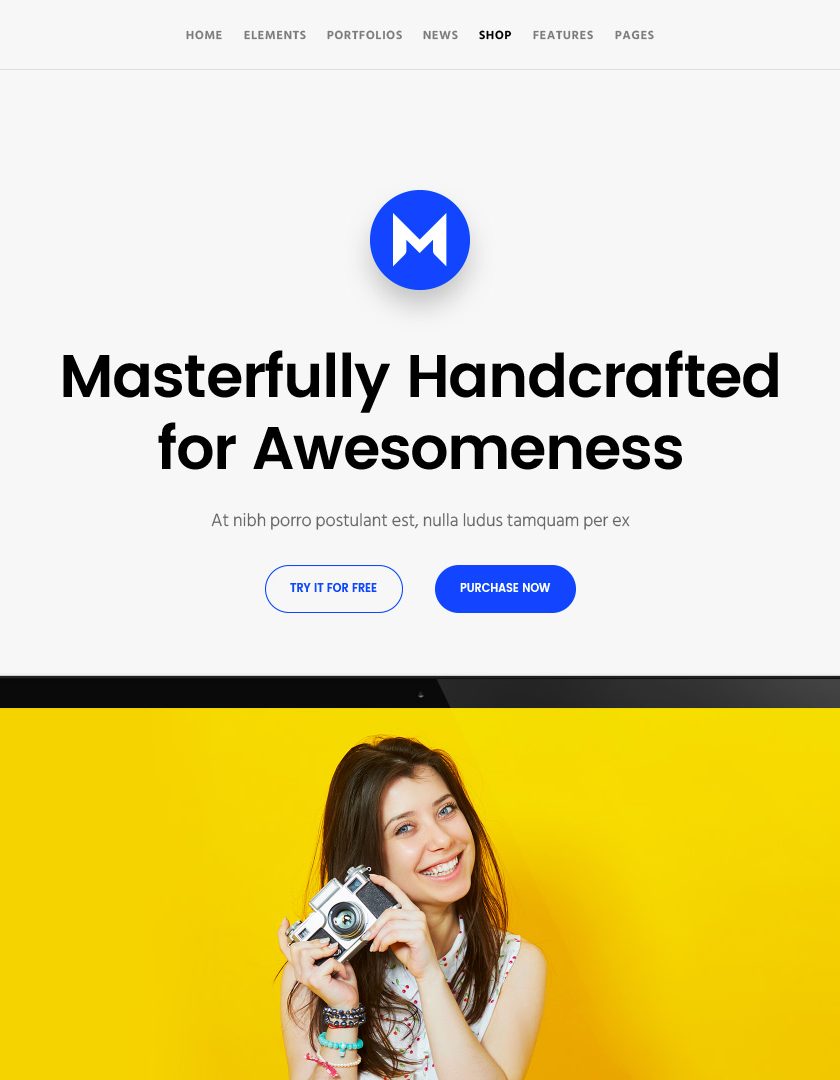 HOME ELEMENTS PORTFOLIOS NEWS SHOP FEATURES PAGES
M
Masterfully Handcrafted
for Awesomeness
At nibh porro postulant est, nulla ludus tamquam per ex
TRY IT FOR FREE PURCHASE NOW